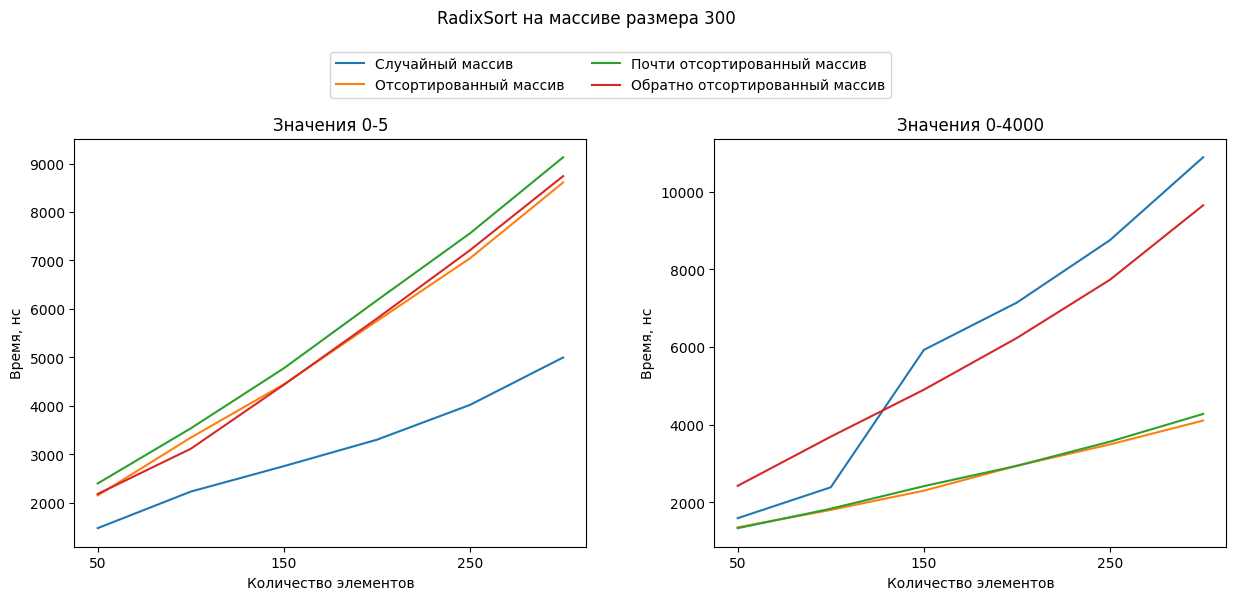 RadixSort на массиве размера 300
Случайный массив
Отсортированный массив
Почти отсортированный массив
Обратно отсортированный массив
Значения 0-5
9000
8000
7000
6000
5000
4000
3000
2000
Время, нс
50
150
250
Количество элементов
Значения 0-4000
10000
8000
6000
4000
2000
Время, нс
50
150
250
Количество элементов